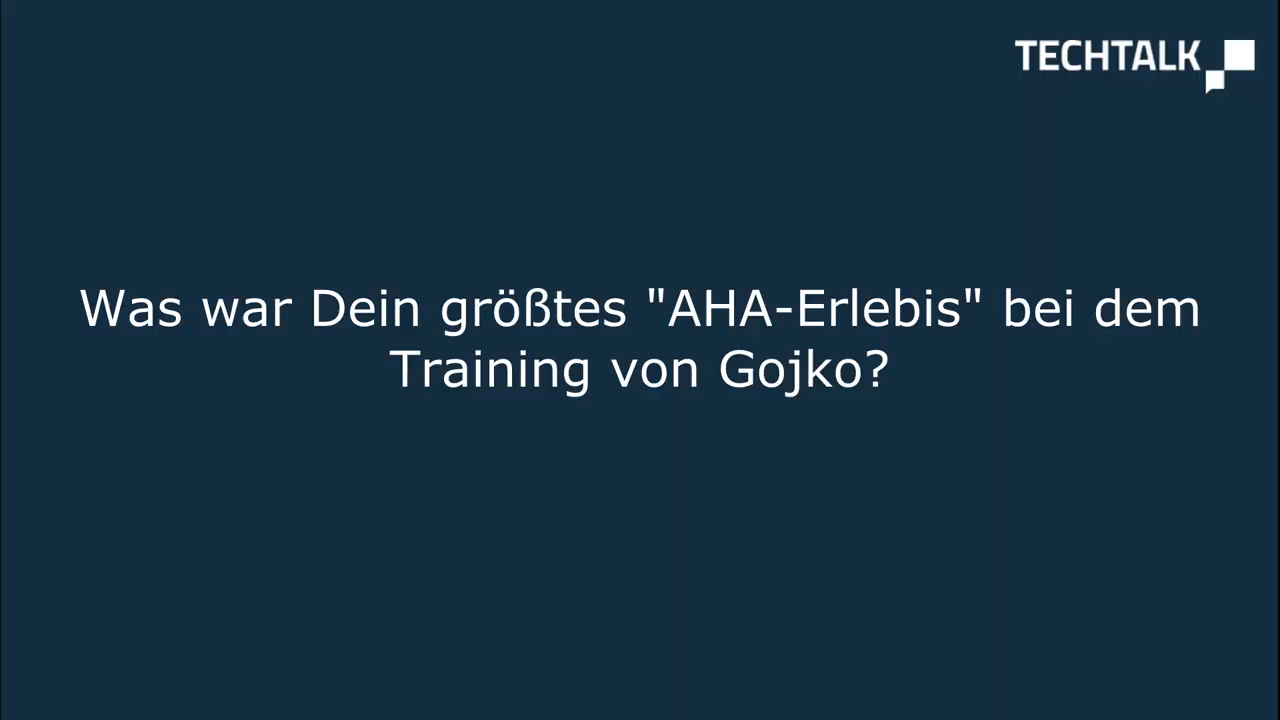 TECHTALK
Was war Dein größtes "AHA-Erlebis" bei dem
Training von Gojko?